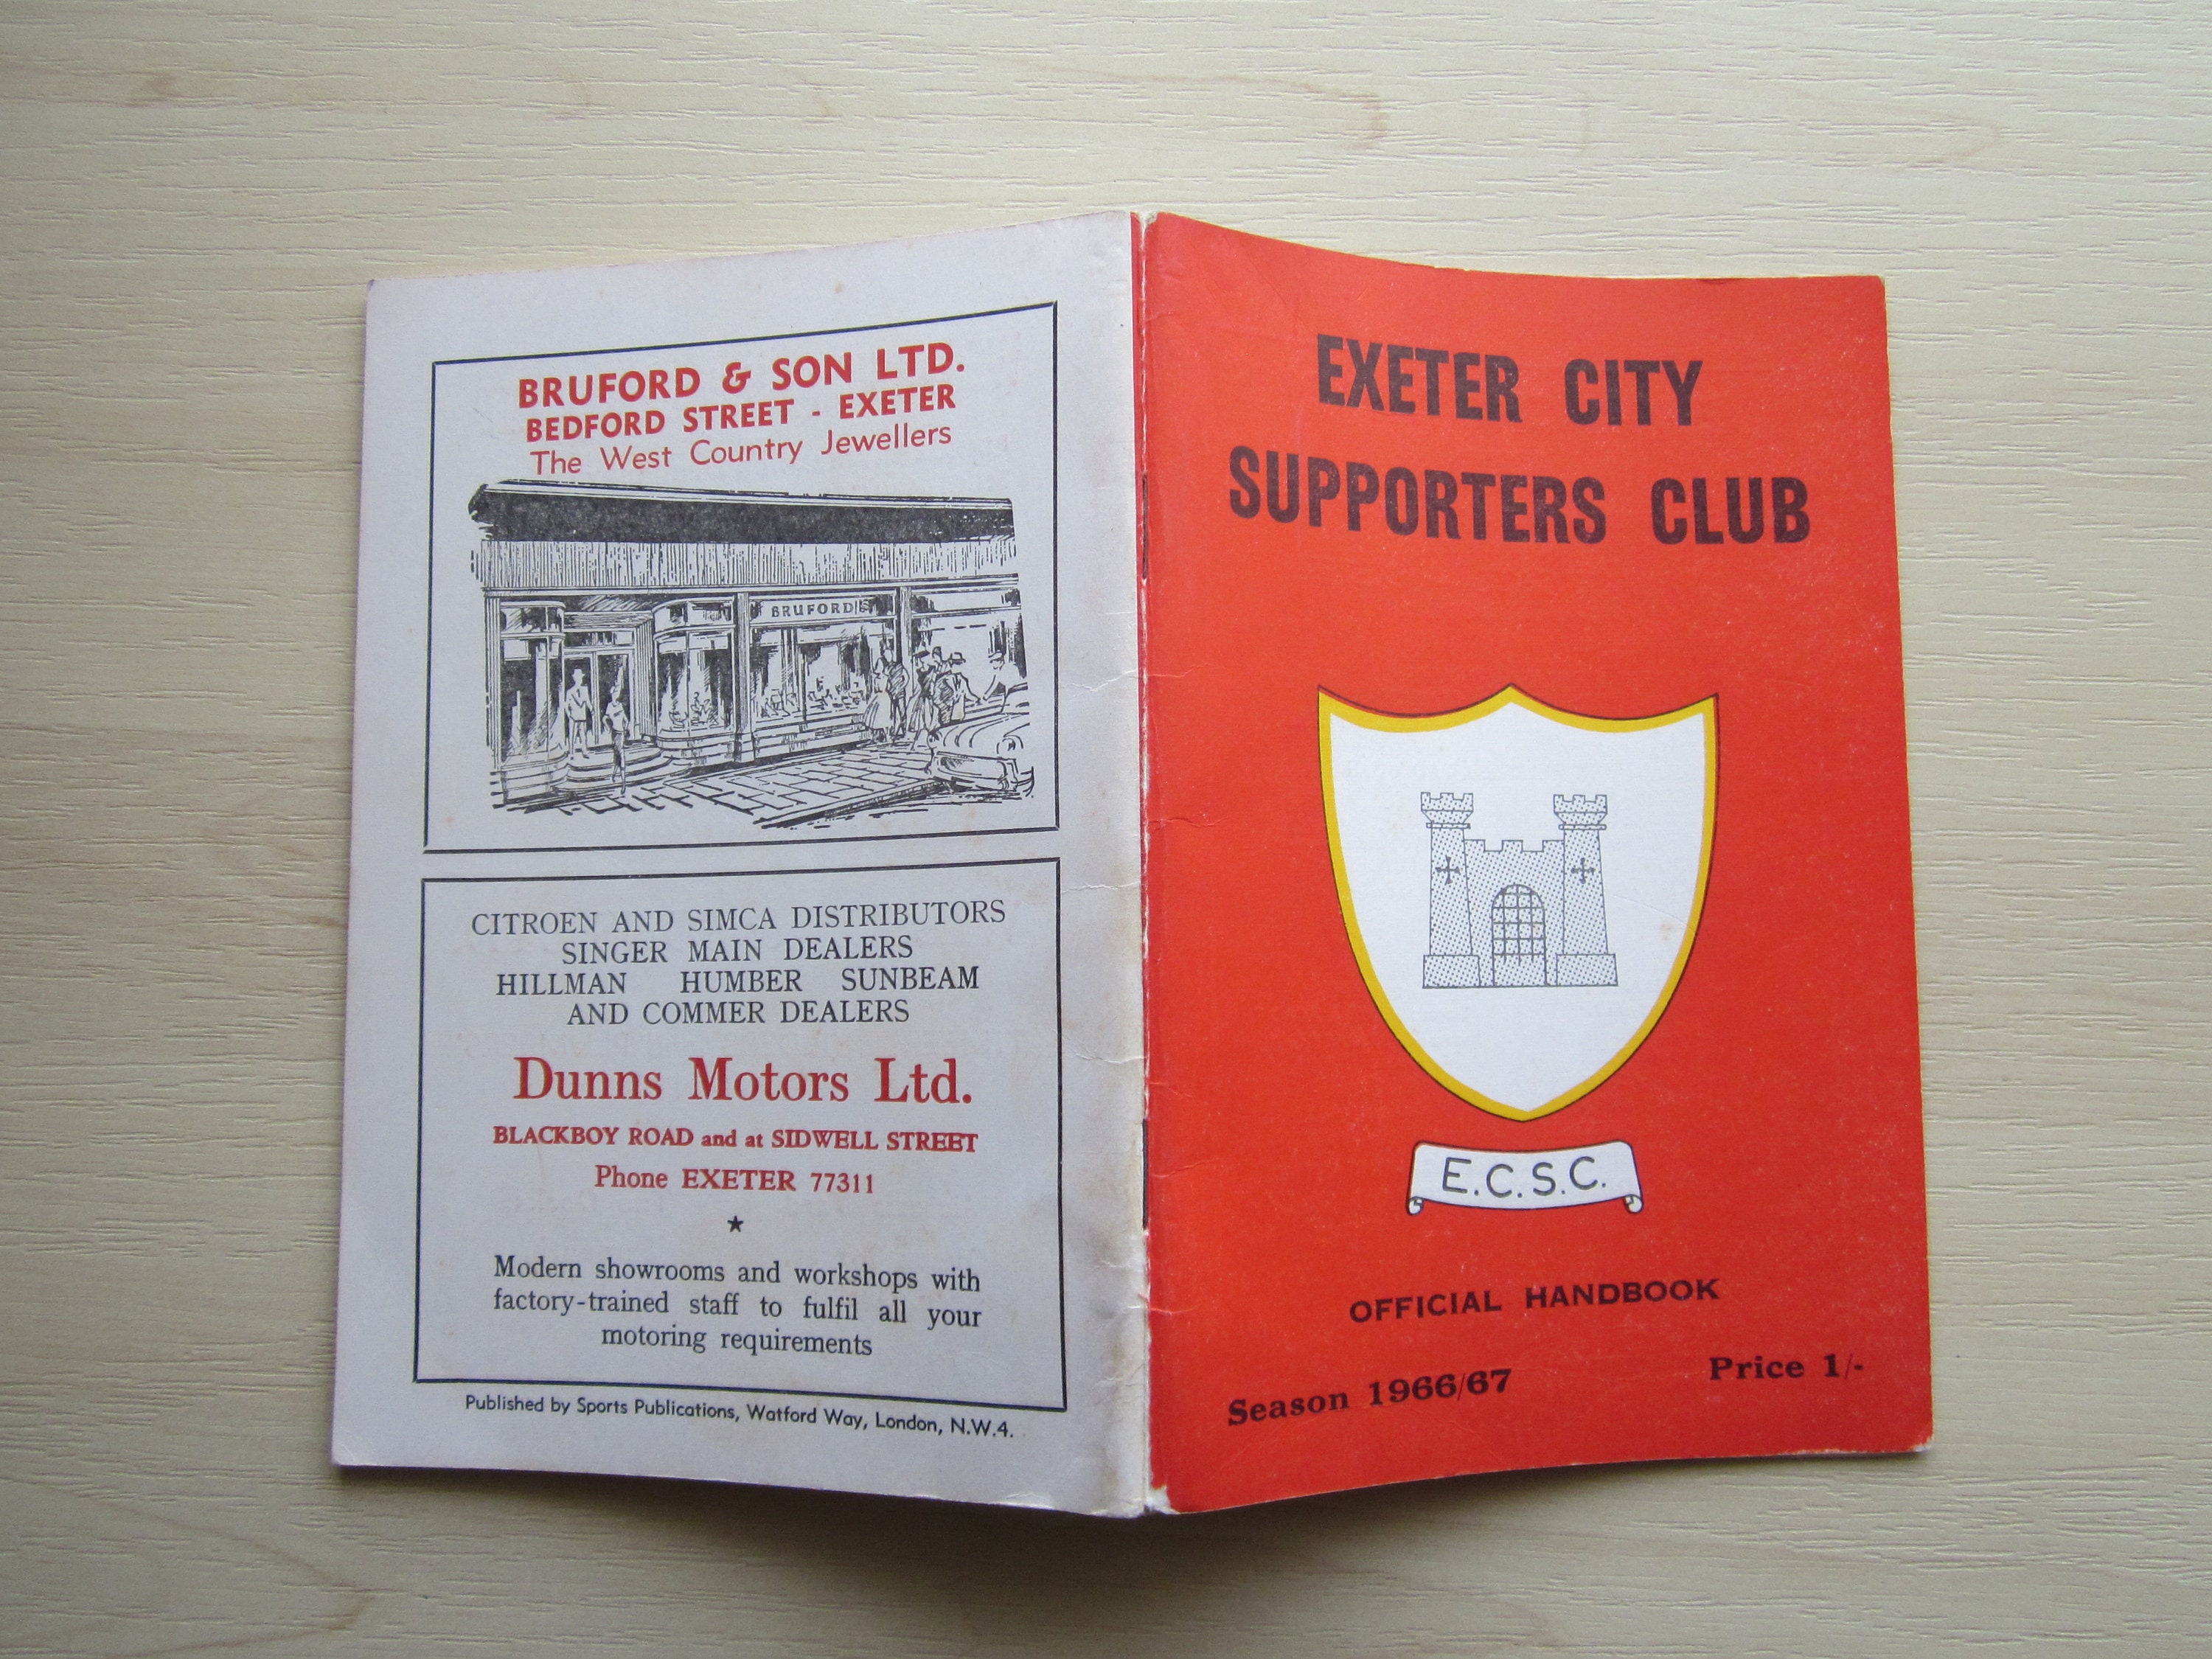 BRUFORD & SON LTD.
BEDFORD STREET - EXETER
The West Country Jewellers
BRUFORD'S
CITROEN AND SIMCA DISTRIBUTORS
SINGER MAIN DEALERS
HILLMAN HUMBER SUNBEAM
AND COMMER DEALERS
Dunns Motors Ltd.
BLACKBOY ROAD and at SIDWELL STREET
Phone EXETER 77311
Modern showrooms and workshops with
factory-trained staff to fulfil all your
motoring requirements
Published by Sports Publications, Watford Way, London, N.W.4.
EXETER CITY
SUPPORTERS CLUB
E.C.S.C.
OFFICIAL HANDBOOK
Season 1966/67
Price 1/-